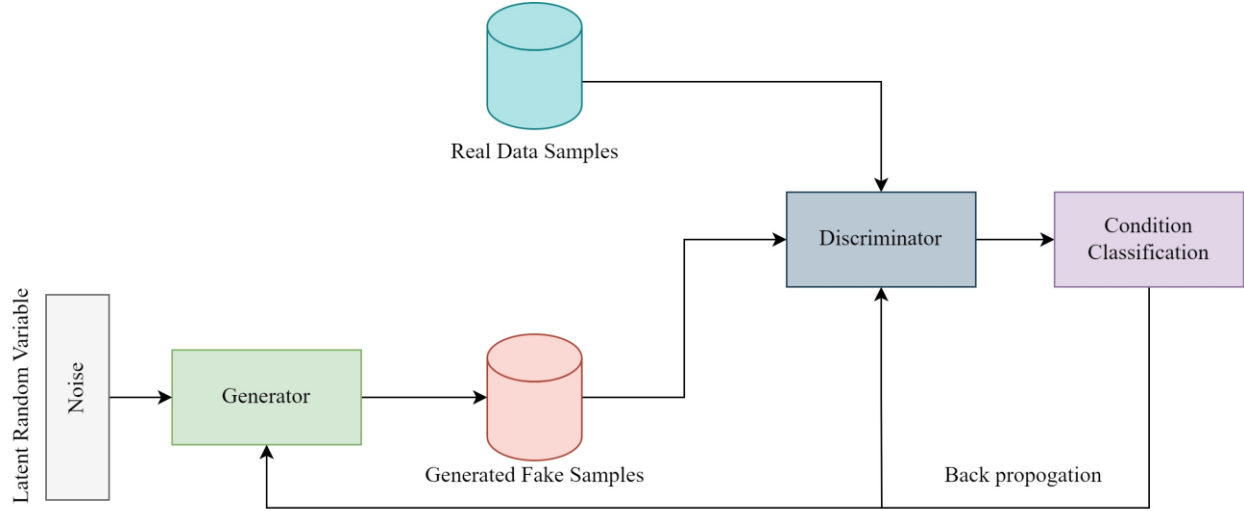 Real Data Samples
Discriminator
Condition
Classification
Latent Random Variable
Noise
Generator
Generated Fake Samples
Back propogation